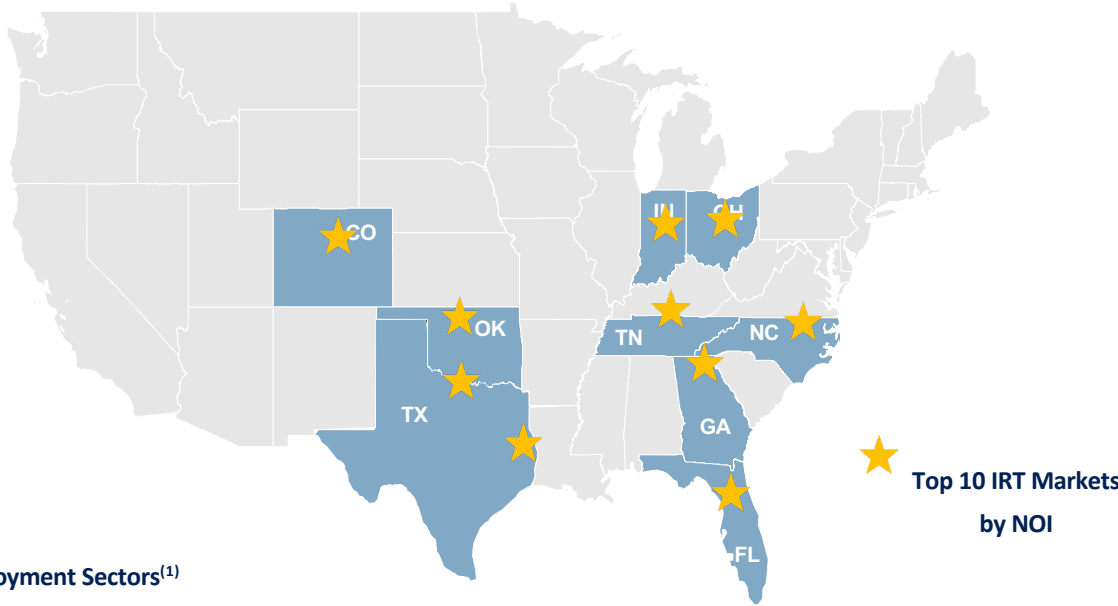 IN
OH
CO
OK
TN
NC
TX
GA
Top 10 IRT Markets
by NOI
FL
oyment Sectors(1)